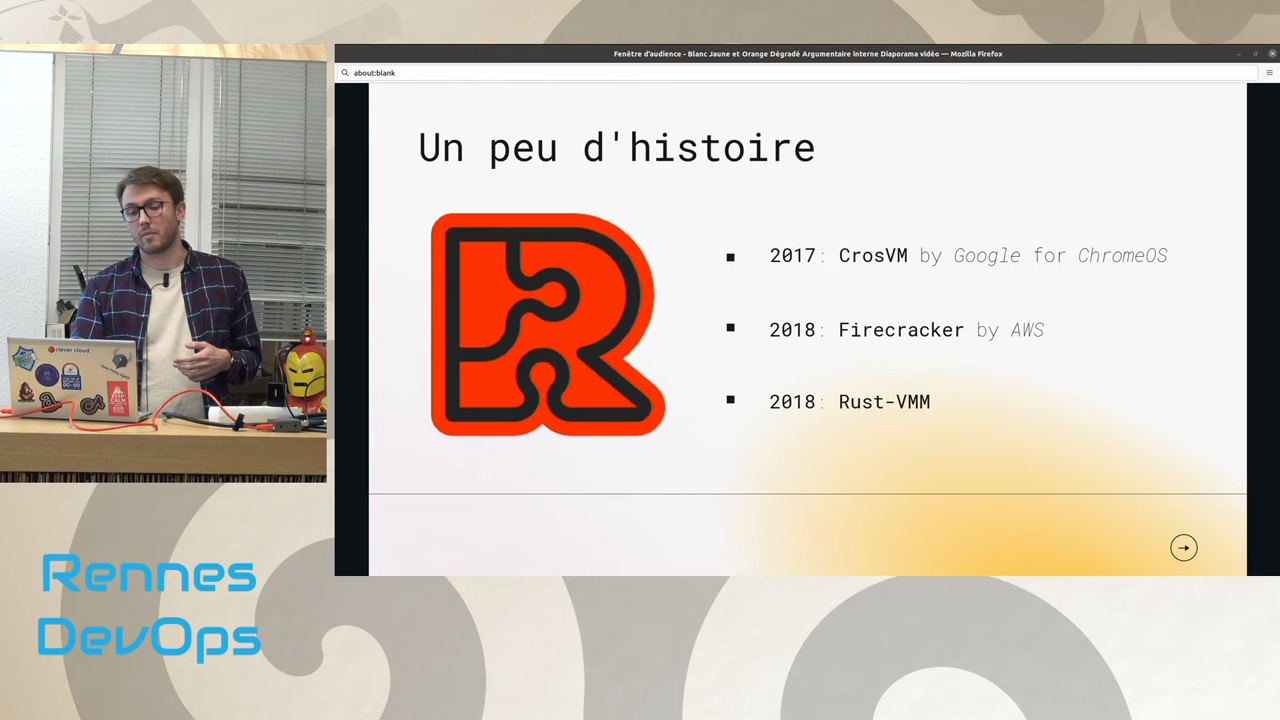 Fenêtre d'audience - Blanc Jaune et Orange Dégradé Argumentaire Interne Diaporama vidéo — Mozilla Firefox
about:blank
Un peu d'histoire
2017: CrosVM by Google for ChromeOS
2018: Firecracker by AWS
2018: Rust-VMM
clever cloud
KEEP
CALM
Rennes
DevOps